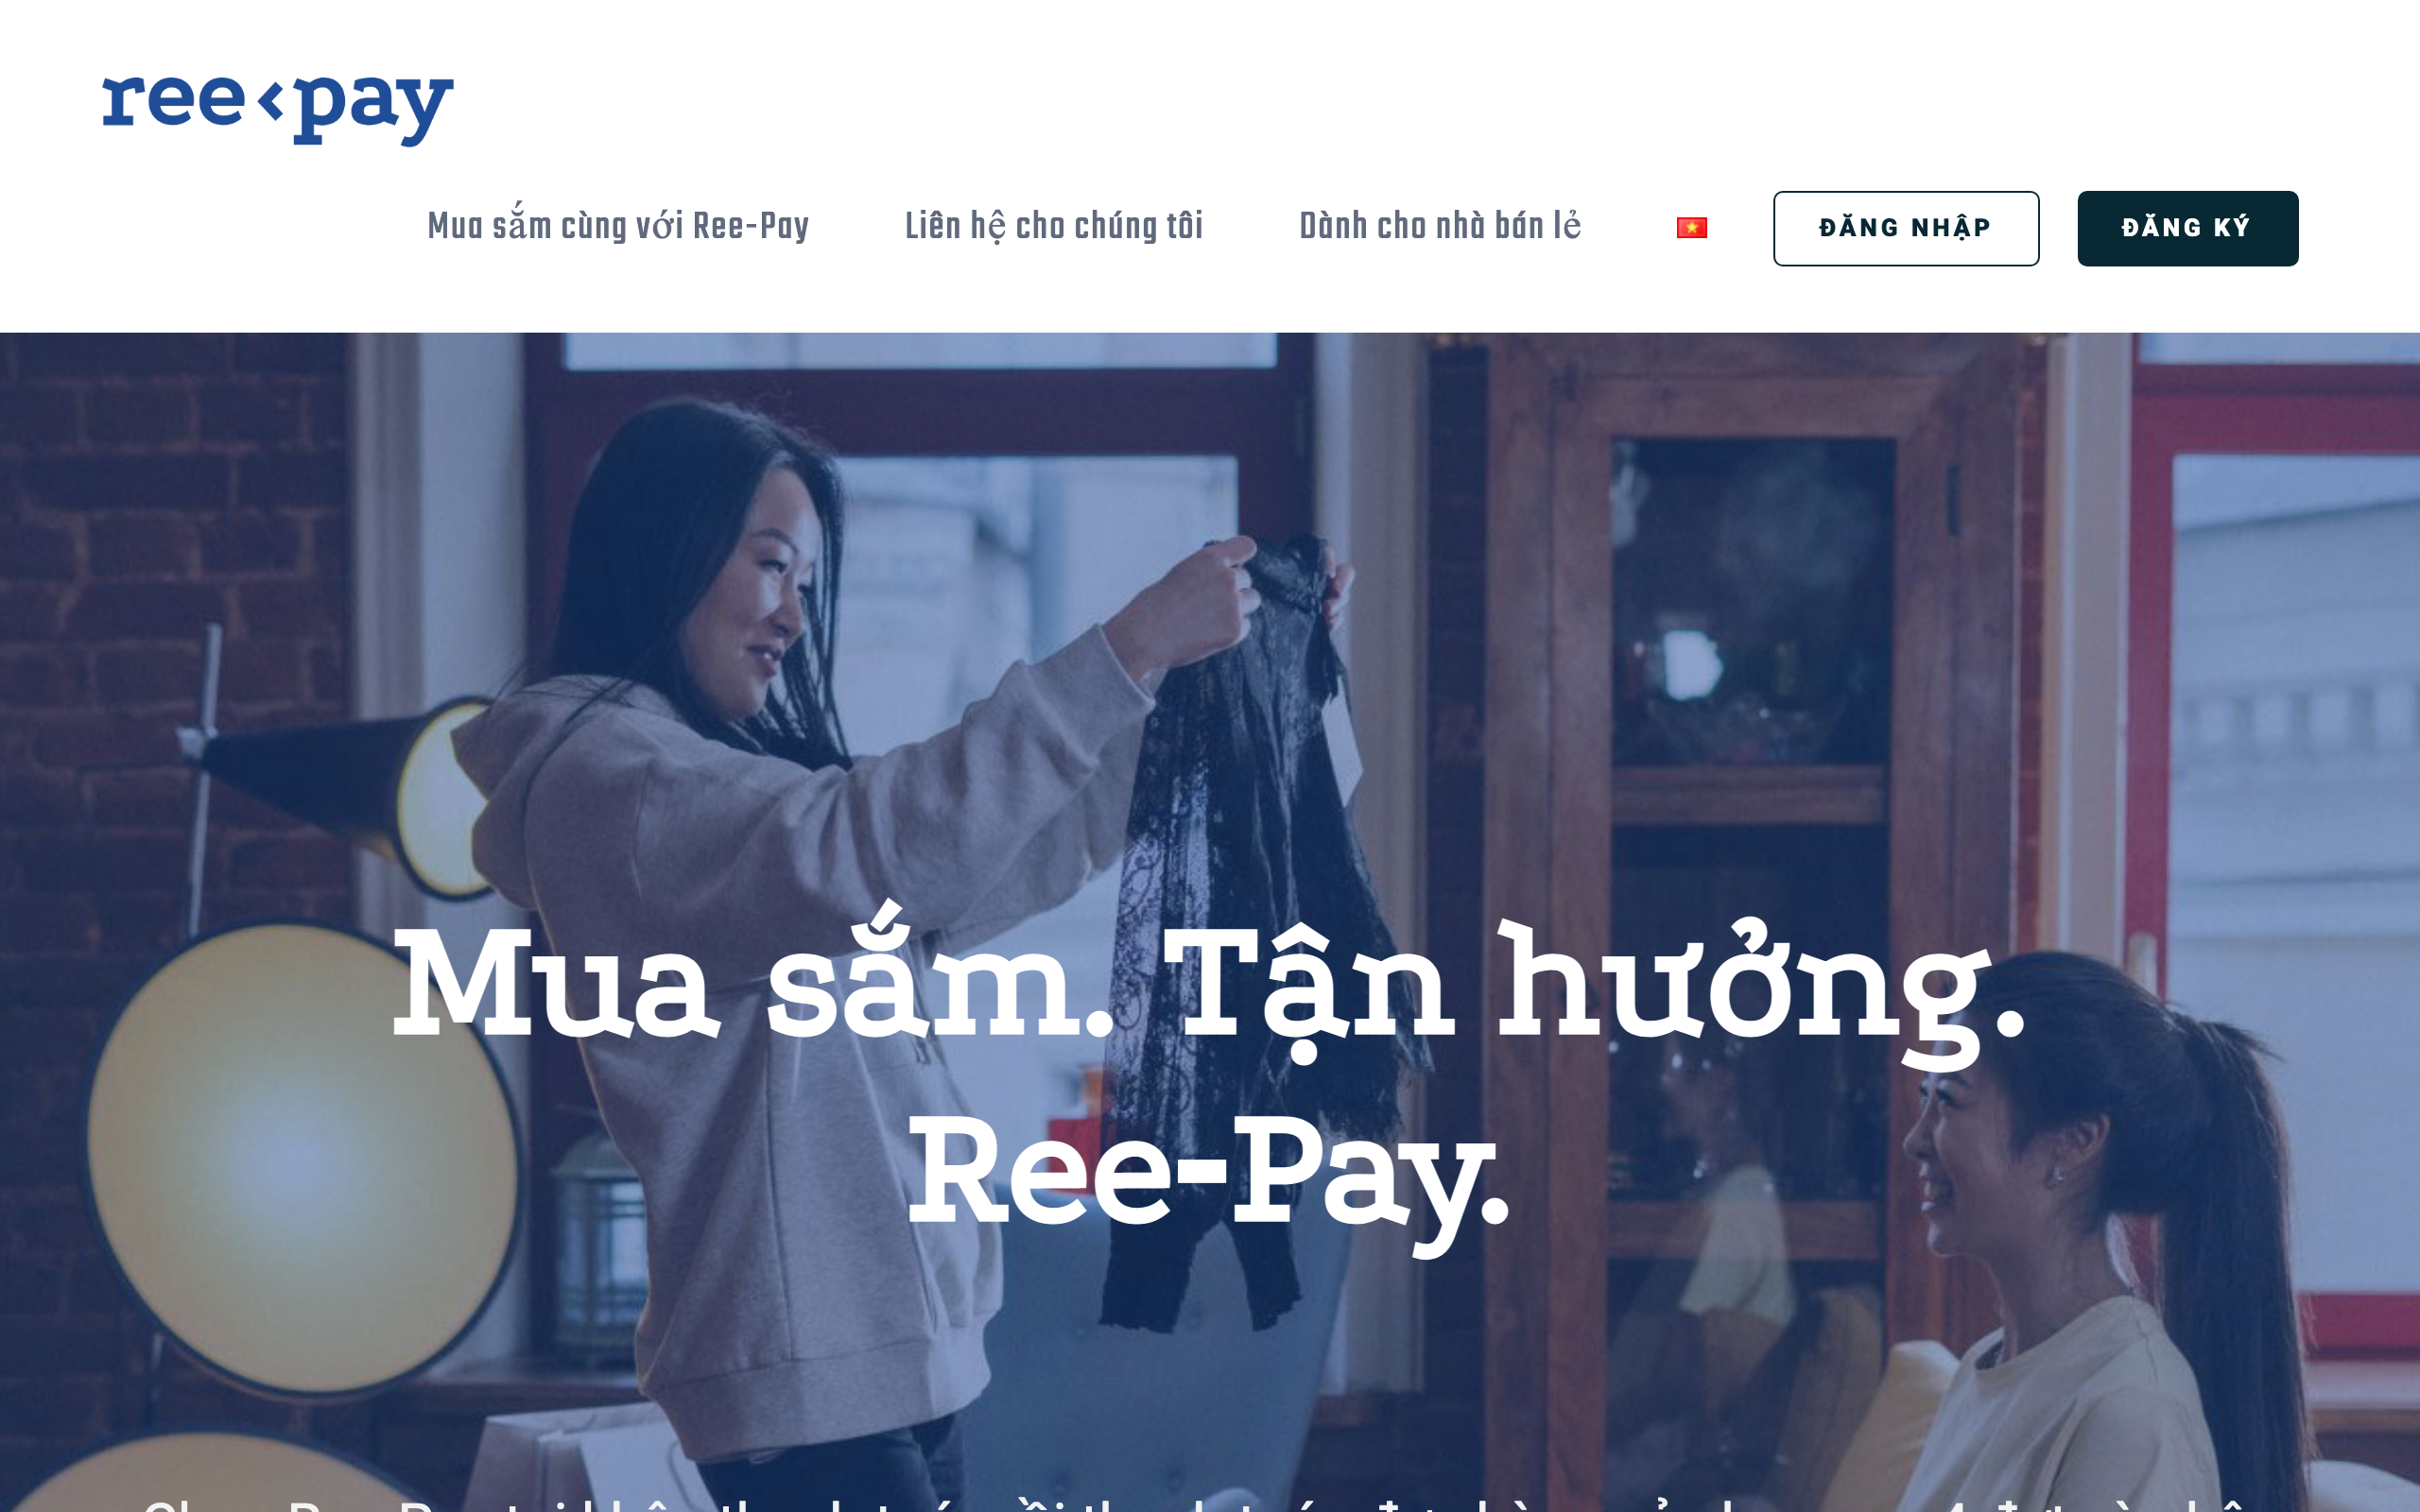 ree‹pay
Mua sắm cùng với Ree-Pay
Liên hệ cho chúng tôi
Dành cho nhà bán lẻ
ĐĂNG NHẬP
ĐĂNG KÝ
Mua sắm. Tận hưởng.
Ree-Pay.